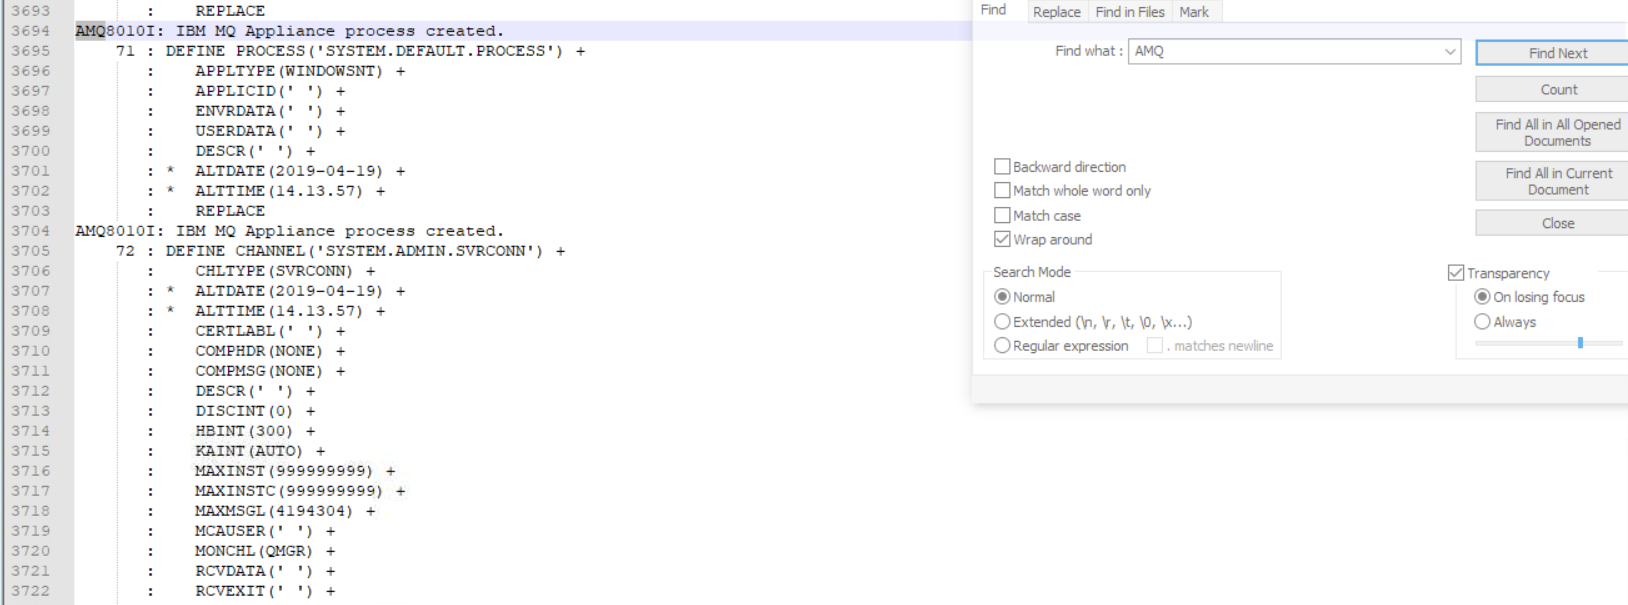 3693 : REPLACE
3694 AMQ8010I: IBM MQ Appliance process created.
3695 71 : DEFINE PROCESS('SYSTEM.DEFAULT.PROCESS') +
3696 : APPLTYPE(WINDOWSNT) +
3697 : APPLICID(' ') +
3698 : ENVRDATA(' ') +
3699 : USERDATA(' ') +
3700 : DESCR(' ') +
3701 : * ALTDATE(2019-04-19) +
3702 : * ALTTIME(14.13.57) +
3703 : REPLACE
3704 AMQ8010I: IBM MQ Appliance process created.
3705 72 : DEFINE CHANNEL('SYSTEM.ADMIN.SVRCONN') +
3706 : CHLTYPE(SVRCONN) +
3707 : * ALTDATE(2019-04-19) +
3708 : * ALTTIME(14.13.57) +
3709 : CERTLABL(' ') +
3710 : COMPHDR(NONE) +
3711 : COMPMSG(NONE) +
3712 : DESCR(' ') +
3713 : DISCINT(0) +
3714 : HBINT(300) +
3715 : KAINT(AUTO) +
3716 : MAXINST(999999999) +
3717 : MAXINSTC(999999999) +
3718 : MAXMSGL(4194304) +
3719 : MCAUSER(' ') +
3720 : MONCHL(QMGR) +
3721 : RCVDATA(' ') +
3722 : RCVEXIT(' ') +
Find Replace Find in Files Mark
Find what : AMQ
Find Next
Count
Find All in All Opened
Documents
Find All in Current
Document
Close
Backward direction
Match whole word only
Match case
Wrap around
Search Mode
Normal
Extended (\n, \r, \t, \0, \x...)
Regular expression . matches newline
Transparency
On losing focus
Always